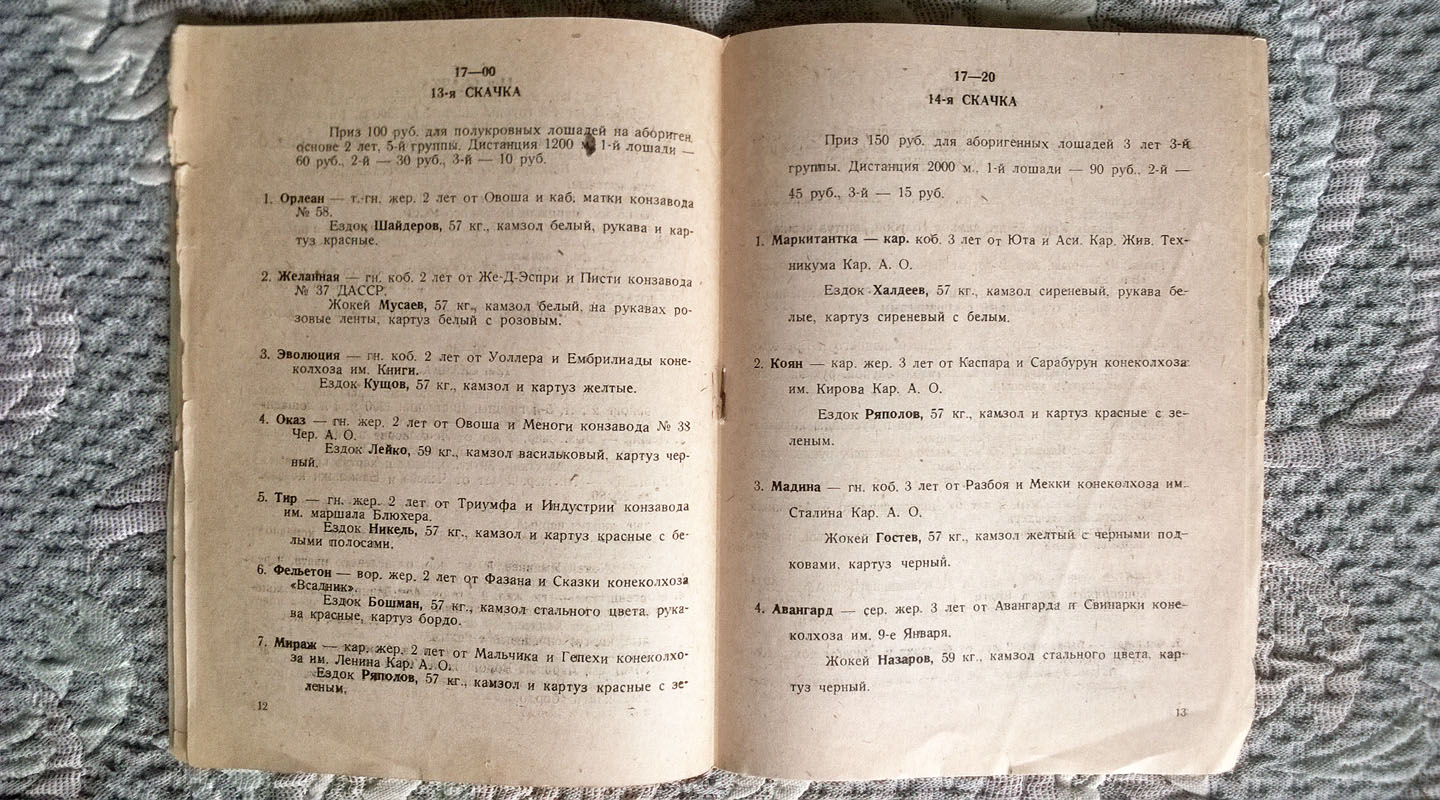 17—00
13-я СКАЧКА
Приз 100 руб. для полукровных лошадей на абориген.
основе 2 лет, 5-й группы. Дистанция 1200 м. 1-й лошади —
60 руб., 2-й — 30 руб., 3-й — 10 руб.
1. Орлеан — т.-гн. жер. 2 лет от Овоша и каб. матки конзавода
№ 58.
Ездок Шайдеров, 57 кг., камзол белый, рукава и кар-
туз красные.
2. Желанная — гн. коб. 2 лет от Же-Д-Эспри и Писти конзавода
№ 37 ДАССР.
Жокей Мусаев, 57 кг., камзол белый, на рукавах ро-
зовые ленты, картуз белый с розовым.
3. Эволюция — гн. коб. 2 лет от Уоллера и Ембрилиады коне-
колхоза им. Книги.
Ездок Кущов, 57 кг., камзол и картуз желтые.
4. Оказ — гн. жер. 2 лет от Овоша и Меноги конзавода № 38
Чер. А. О.
Ездок Лейко, 59 кг., камзол васильковый, картуз чер-
ный.
5. Тир — гн. жер. 2 лет от Триумфа и Индустрии конзавода
им. маршала Блюхера.
Ездок Никель, 57 кг., камзол и картуз красные с бе-
лыми полосами.
6. Фельетон — вор. жер. 2 лет от Фазана и Сказки конеколхоза
«Всадник».
Ездок Бошман, 57 кг., камзол стального цвета, рука-
ва красные, картуз бордо.
7. Мираж — кар. жер. 2 лет от Мальчика и Гепехи конеколхо-
за им. Ленина Кар. А. О.
Ездок Ряполов, 57 кг., камзол и картуз красные с зе-
леным.
12
17—20
14-я СКАЧКА
Приз 150 руб. для аборигенных лошадей 3 лет 3-й
группы. Дистанция 2000 м., 1-й лошади — 90 руб., 2-й —
45 руб., 3-й — 15 руб.
1. Маркитантка — кар. коб. 3 лет от Юта и Аси. Кар. Жив. Тех-
никума Кар. А. О.
Ездок Халдеев, 57 кг., камзол сиреневый, рукава бе-
лые, картуз сиреневый с белым.
2. Коян — кар. жер. 3 лет от Каспара и Сарабурун конеколхоза
им. Кирова Кар. А. О.
Ездок Ряполов, 57 кг., камзол и картуз красные с зе-
леным.
3. Мадина — гн. коб. 3 лет от Разбоя и Мекки конеколхоза им.
Сталина Кар. А. О.
Жокей Гостев, 57 кг., камзол желтый с черными под-
ковами, картуз черный.
4. Авангард — сер. жер. 3 лет от Авангарда и Свинарки коне-
колхоза им. 9-е Января.
Жокей Назаров, 59 кг., камзол стального цвета, кар-
туз черный.
13